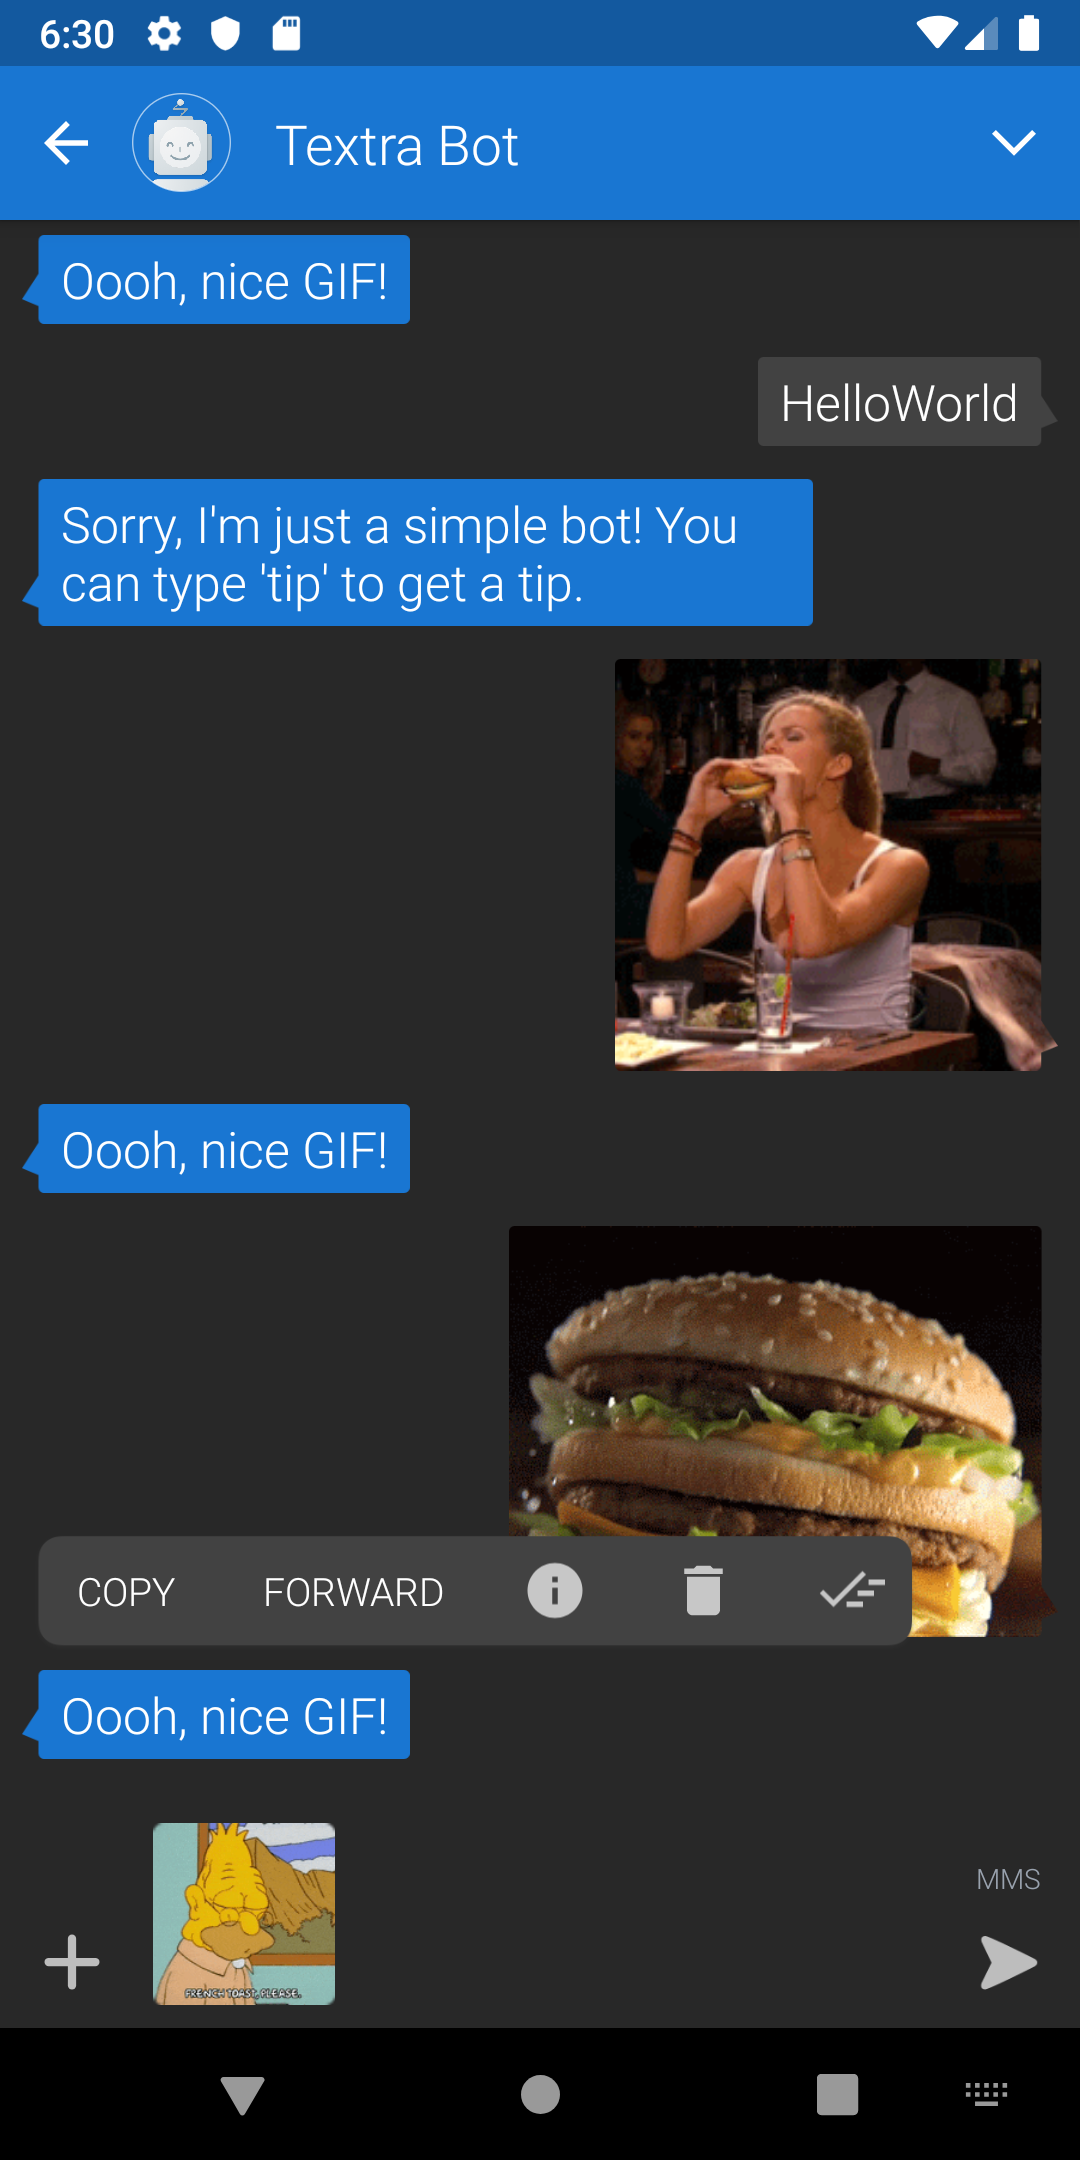 6:30
Textra Bot
Oooh, nice GIF!
HelloWorld
Sorry, I'm just a simple bot! You
can type 'tip' to get a tip.
Oooh, nice GIF!
COPY FORWARD
Oooh, nice GIF!
FRENCH TOAST, PLEASE.
MMS